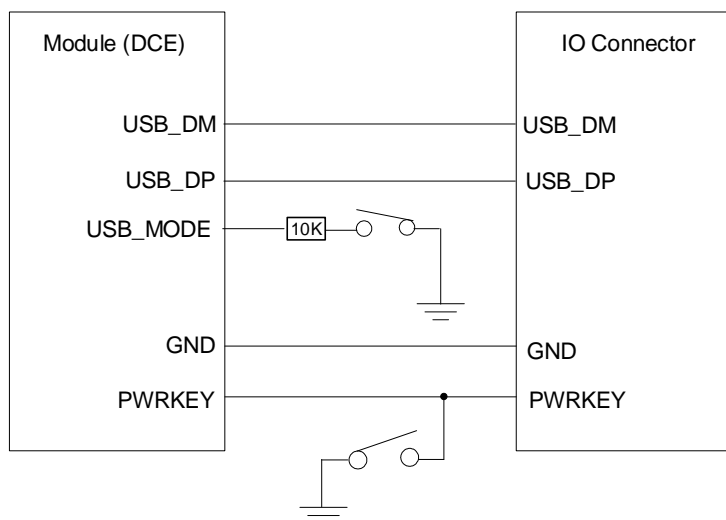 Module (DCE)
IO Connector
USB_DM
USB_DM
USB_DP
USB_DP
USB_MODE
10K
GND
GND
PWRKEY
PWRKEY